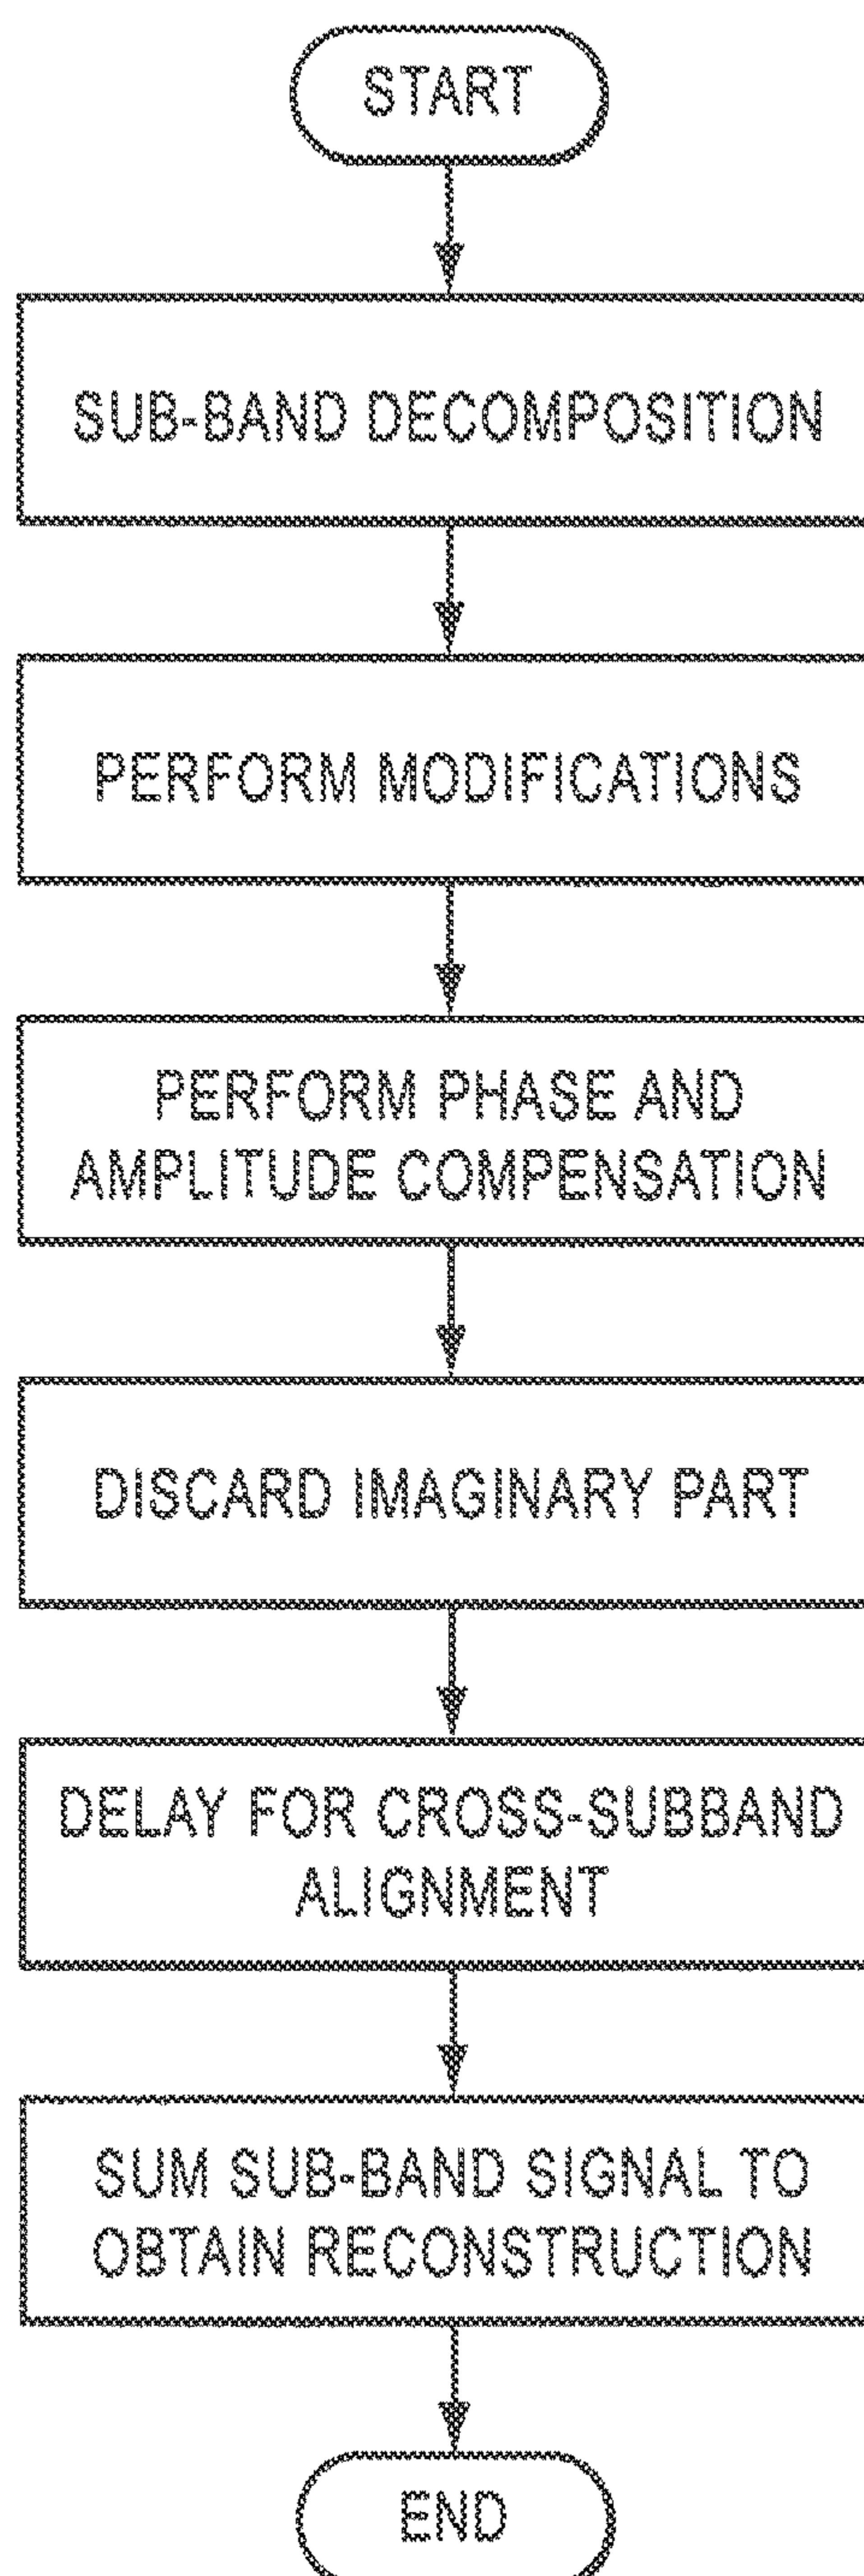 START
SUB-BAND DECOMPOSITION
PERFORM MODIFICATIONS
PERFORM PHASE AND
AMPLITUDE COMPENSATION
DISCARD IMAGINARY PART
DELAY FOR CROSS-SUBBAND
ALIGNMENT
SUM SUB-BAND SIGNAL TO
OBTAIN RECONSTRUCTION
END